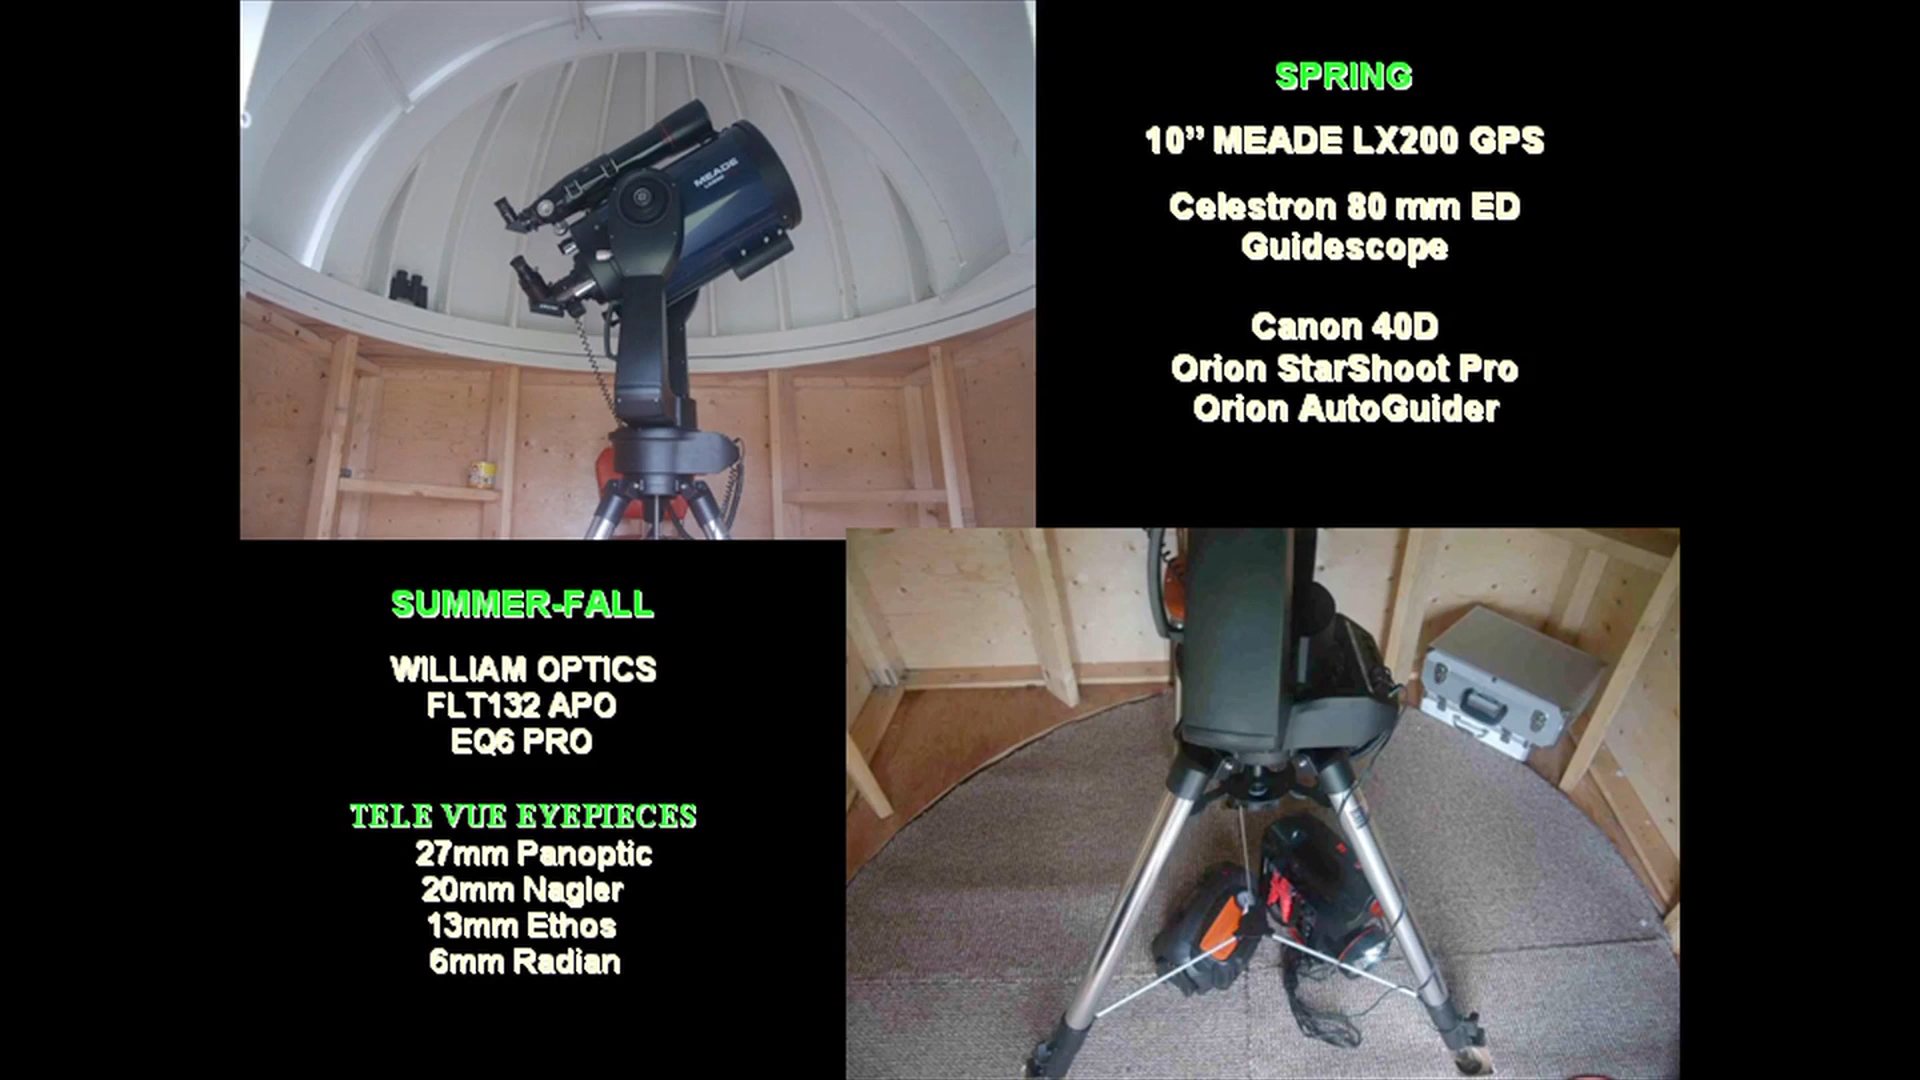 MEADE
SPRING
10” MEADE LX200 GPS
Celestron 80 mm ED
Guidescope
Canon 40D
Orion StarShoot Pro
Orion AutoGuider
SUMMER-FALL
WILLIAM OPTICS
FLT132 APO
EQ6 PRO
TELE VUE EYEPIECES
27mm Panoptic
20mm Nagler
13mm Ethos
6mm Radian